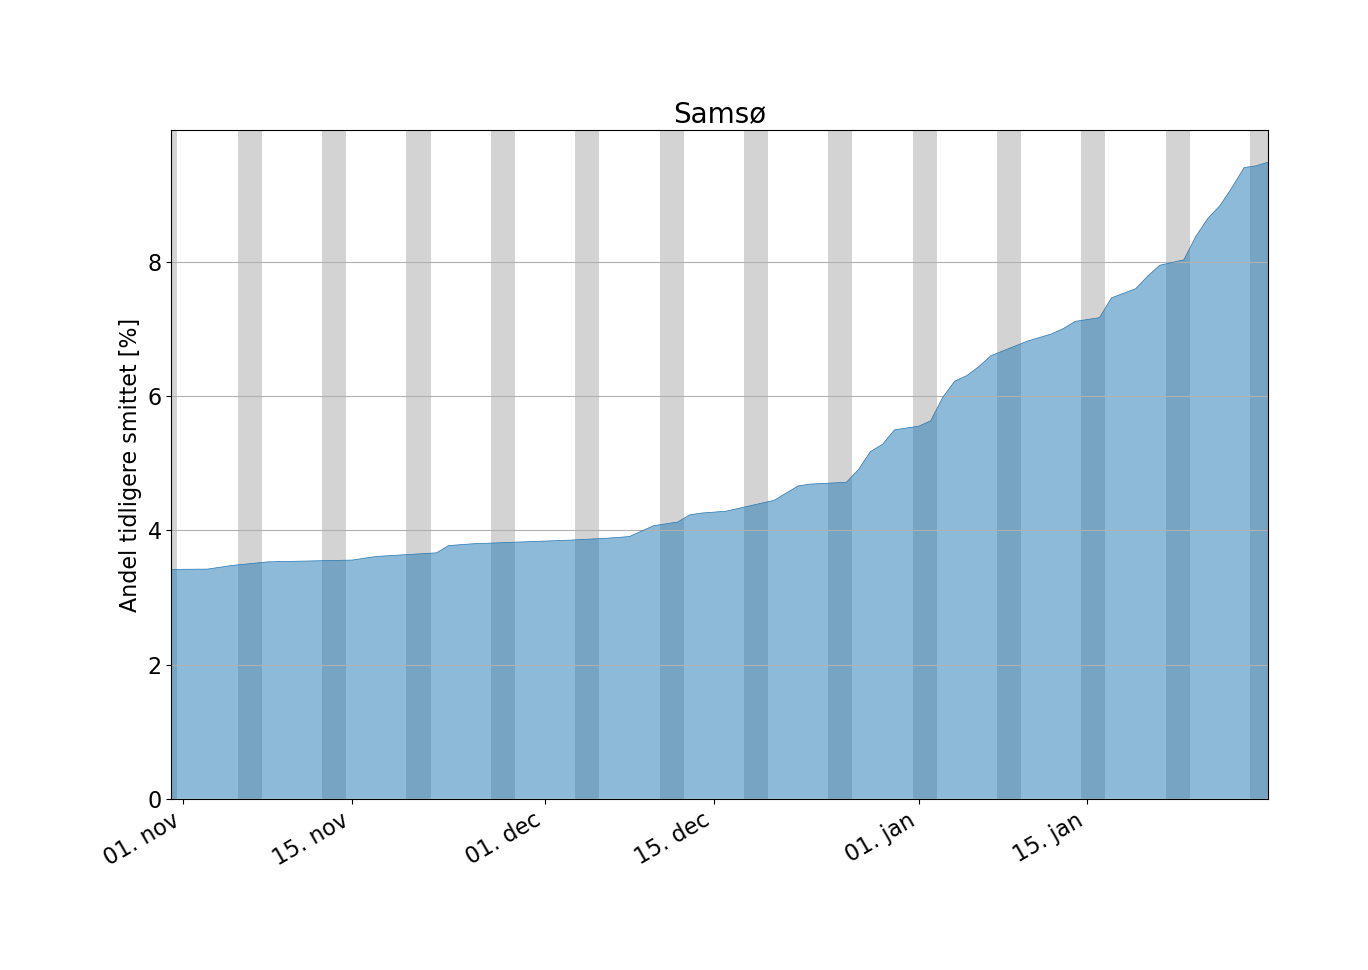 Samsø
Andel tidligere smittet [%]
8
6
4
2
0
01. nov
15. nov
01. dec
15. dec
01. jan
15. jan